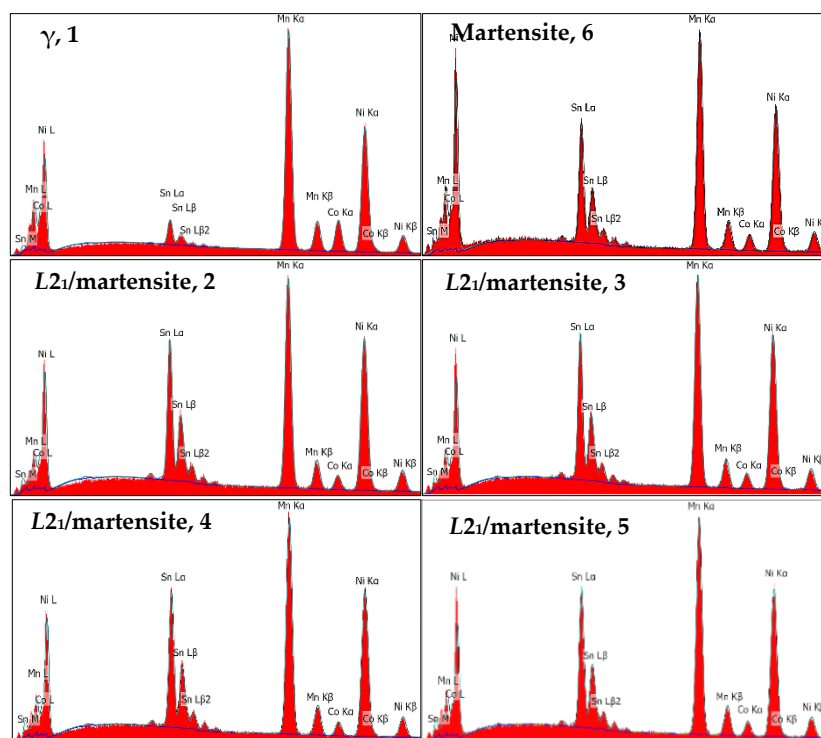 γ, 1
Mn Kα
Ni L
Mn L
Co L
Sn M
Sn Lα
Sn Lβ
Sn Lβ2
Mn Kβ
Co Kα
Ni Kα
Co Kβ
Ni Kβ
Martensite, 6
Mn Kα
Mn L
Co L
Sn M
Sn Lα
Sn Lβ
Sn Lβ2
Mn Kβ
Co Kα
Ni Kα
Co Kβ
Ni Kβ
L2₁/martensite, 2
Mn Kα
Ni L
Mn L
Co L
Sn M
Sn Lα
Sn Lβ
Sn Lβ2
Mn Kβ
Co Kα
Ni Kα
Co Kβ
Ni Kβ
L2₁/martensite, 3
Mn Kα
Ni L
Mn L
Co L
Sn M
Sn Lα
Sn Lβ
Sn Lβ2
Mn Kβ
Co Kα
Ni Kα
Co Kβ
Ni Kβ
L2₁/martensite, 4
Mn Kα
Ni L
Mn L
Co L
Sn M
Sn Lα
Sn Lβ
Sn Lβ2
Mn Kβ
Co Kα
Ni Kα
Co Kβ
Ni Kβ
L2₁/martensite, 5
Mn Kα
Ni L
Mn L
Co L
Sn M
Sn Lα
Sn Lβ
Sn Lβ2
Mn Kβ
Co Kα
Ni Kα
Co Kβ
Ni Kβ